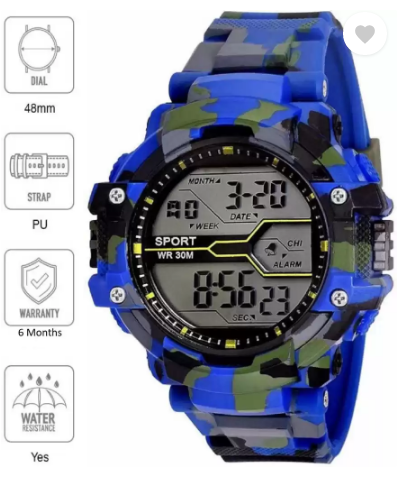 DIAL
48mm
STRAP
PU
WARRANTY
6 Months
WATER
RESISTANCE
Yes
MONTH
3-20
DATE
WEEK
SPORT
WR 30M
CHI
ALARM
8:56 23
SEC